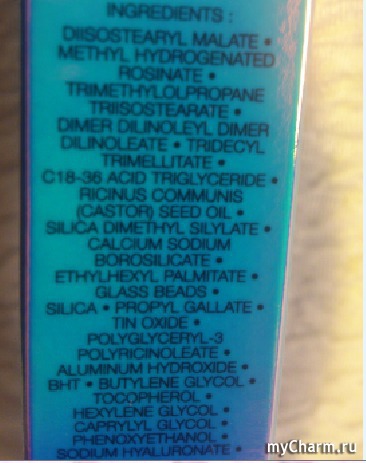 INGREDIENTS :
DIISOSTEARYL MALATE •
METHYL HYDROGENATED
ROSINATE •
TRIMETHYLOLPROPANE
TRIISOSTEARATE •
DIMER DILINOLEYL DIMER
DILINOLEATE • TRIDECYL
TRIMELLITATE •
C18-36 ACID TRIGLYCERIDE •
RICINUS COMMUNIS
(CASTOR) SEED OIL •
SILICA DIMETHYL SILYLATE •
CALCIUM SODIUM
BOROSILICATE •
ETHYLHEXYL PALMITATE •
GLASS BEADS •
SILICA • PROPYL GALLATE •
TIN OXIDE •
POLYGLYCERYL-3
POLYRICINOLEATE •
ALUMINUM HYDROXIDE •
BHT • BUTYLENE GLYCOL •
TOCOPHEROL •
HEXYLENE GLYCOL •
CAPRYLYL GLYCOL •
PHENOXYETHANOL •
SODIUM HYALURONATE •
myCharm.ru